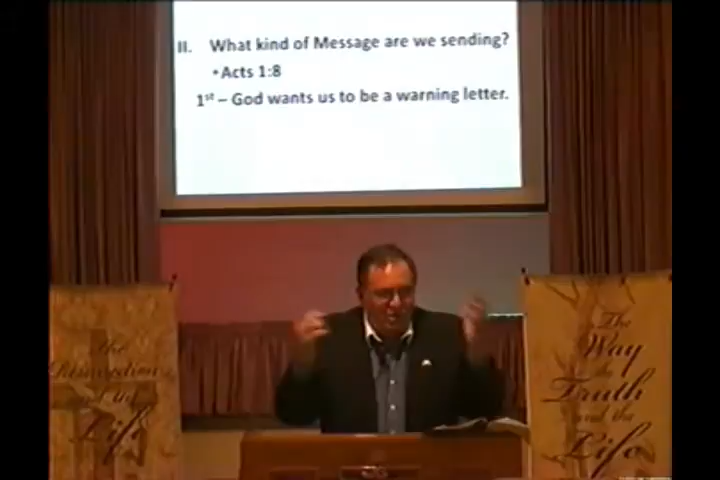 II. What kind of Message are we sending?
•Acts 1:8
1st – God wants us to be a warning letter.
The
Resurrection
and the
Life
The
Way
the
Truth
and the
Life